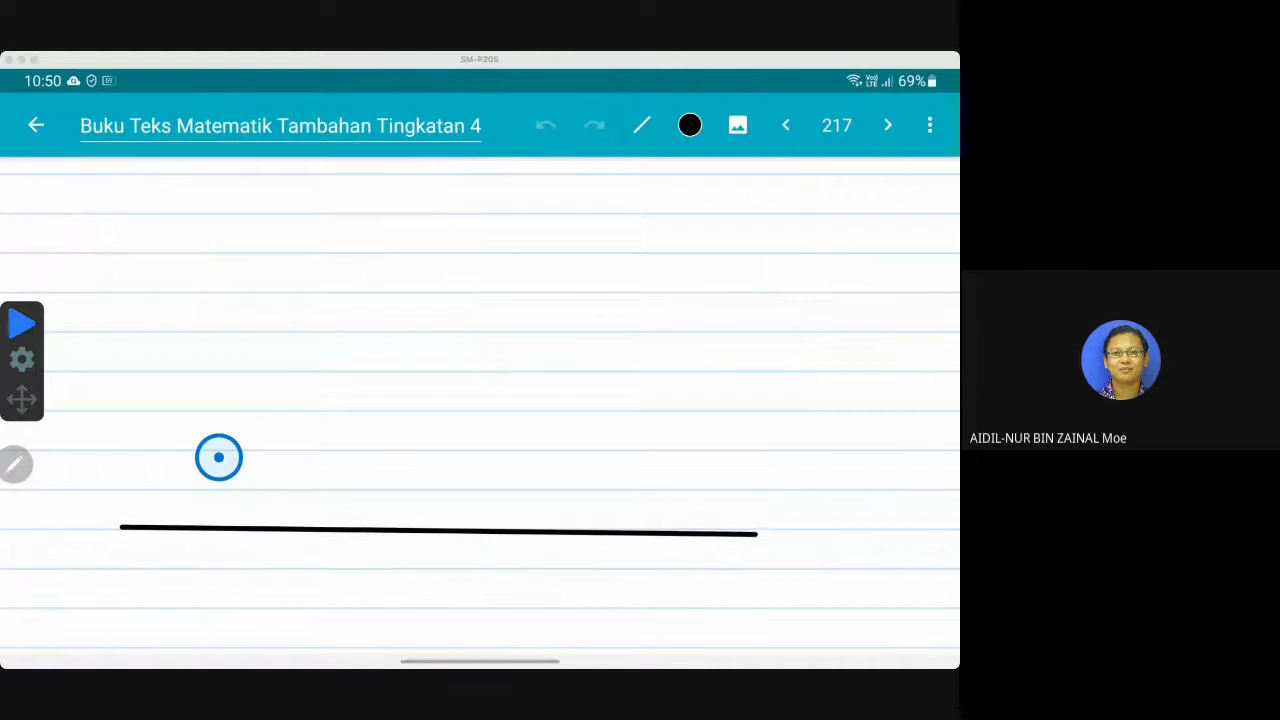 SM-P205
10:50 69%
Buku Teks Matematik Tambahan Tingkatan 4 217
AIDIL-NUR BIN ZAINAL Moe